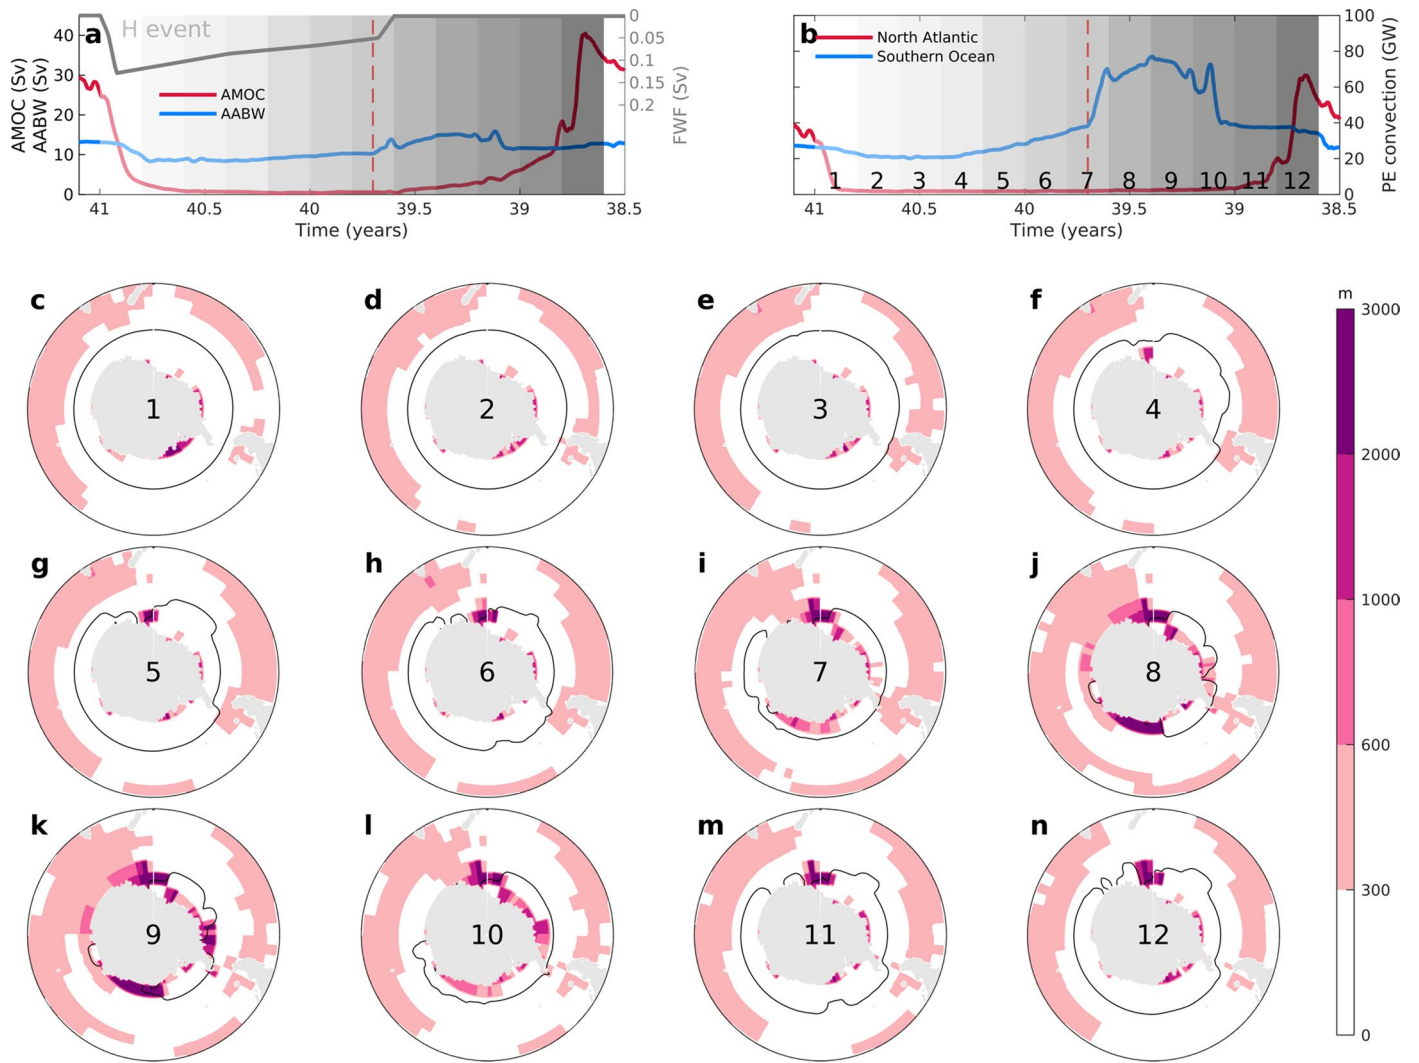 a
H event
AMOC
AABW
AMOC (Sv)
AABW (Sv)
40
30
20
10
0
0
0.05
0.1
0.15
0.2
FWF (Sv)
41
40.5
40
39.5
39
38.5
Time (years)
b
North Atlantic
Southern Ocean
100
80
60
40
20
0
PE convection (GW)
1 2 3 4 5 6 7 8 9 10 11 12
41
40.5
40
39.5
39
38.5
Time (years)
c
1
d
2
e
3
f
4
g
5
h
6
i
7
j
8
k
9
l
10
m
11
n
12
m
3000
2000
1000
600
300
0